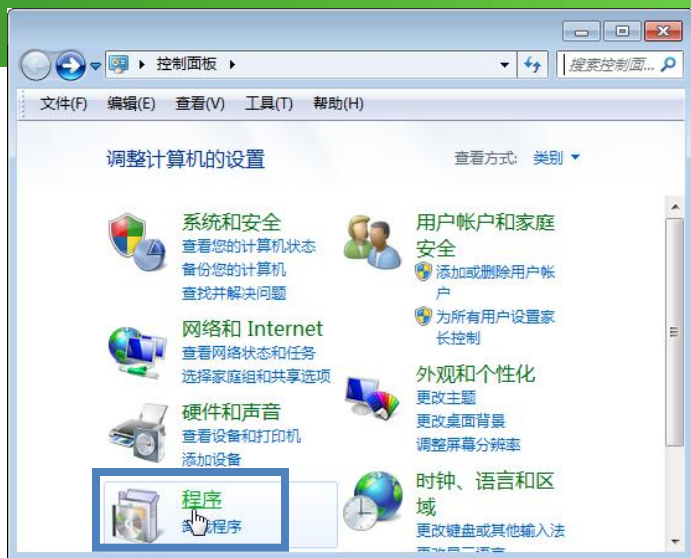 控制面板
搜索控制面...
文件(F) 编辑(E) 查看(V) 工具(T) 帮助(H)
调整计算机的设置
查看方式: 类别
系统和安全
查看您的计算机状态
备份您的计算机
查找并解决问题
网络和 Internet
查看网络状态和任务
选择家庭组和共享选项
硬件和声音
查看设备和打印机
添加设备
程序
程序
用户帐户和家庭
安全
添加或删除用户帐
户
为所有用户设置家
长控制
外观和个性化
更改主题
更改桌面背景
调整屏幕分辨率
时钟、语言和区
域
更改键盘或其他输入法